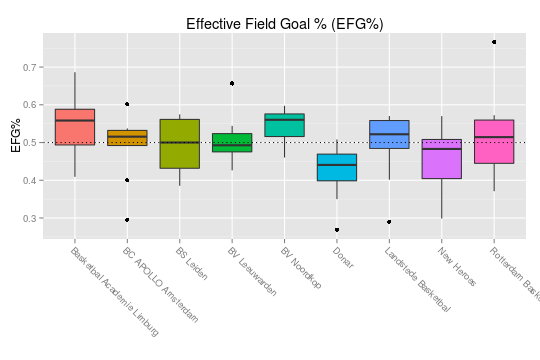 Effective Field Goal % (EFG%)
EFG%
0.7
0.6
0.5
0.4
0.3
Basketbal Academie Limburg
BC APOLLO Amsterdam
BS Leiden
BV Leeuwarden
BV Noordkop
Donar
Landstede Basketbal
New Heroes
Rotterdam